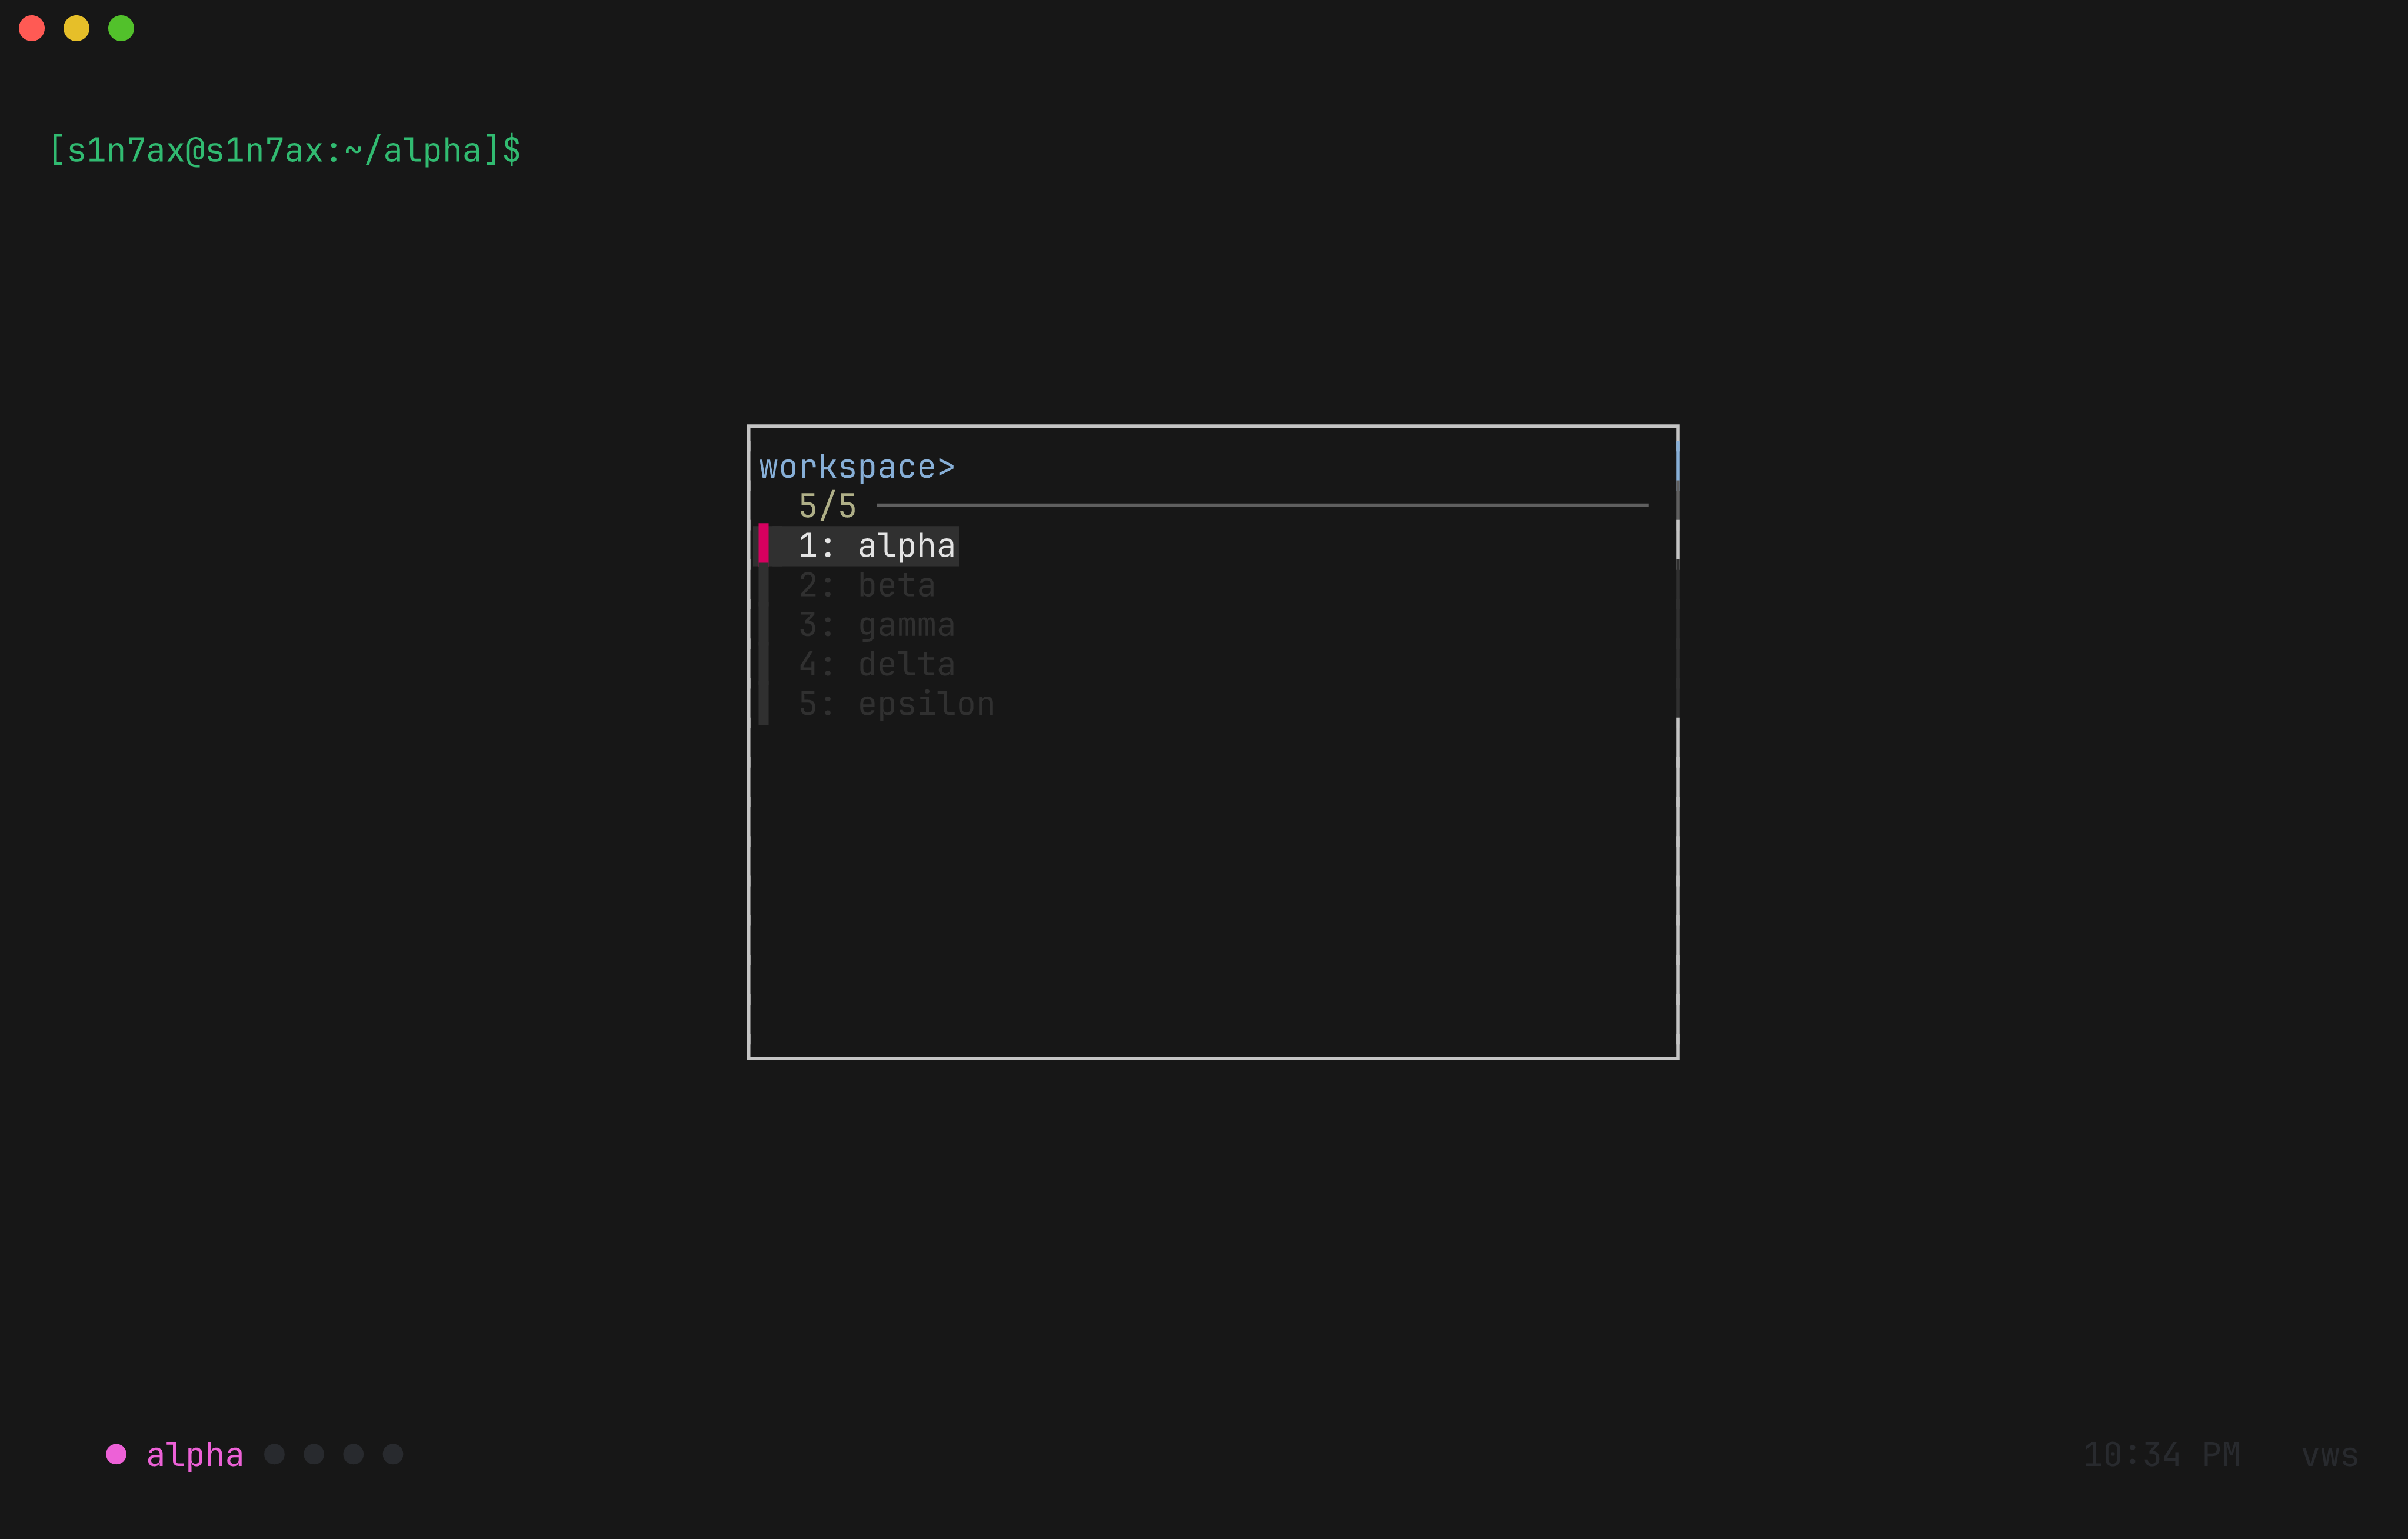 [s1n7ax@s1n7ax:~/alpha]$
workspace>
5/5
1: alpha
2: beta
3: gamma
4: delta
5: epsilon
alpha
10:34 PM vws